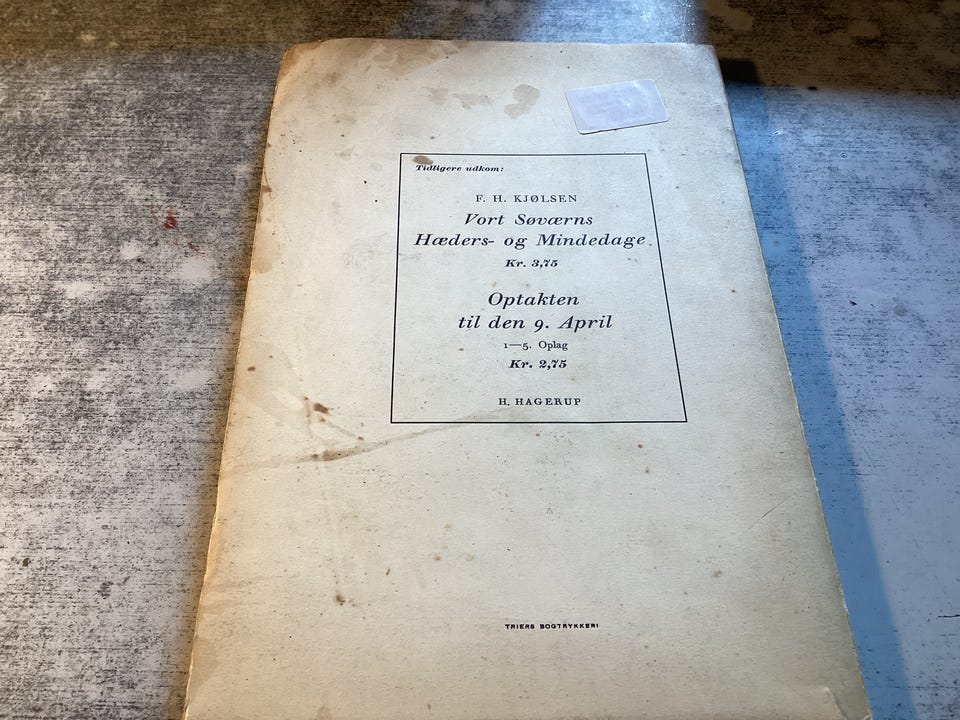 Tidligere udkom:
F. H. KJØLSEN
Vort Søværns
Hæders- og Mindedage
Kr. 3,75
Optakten
til den 9. April
1—5. Oplag
Kr. 2,75
H. HAGERUP
TRIERS BOGTRYKKERI